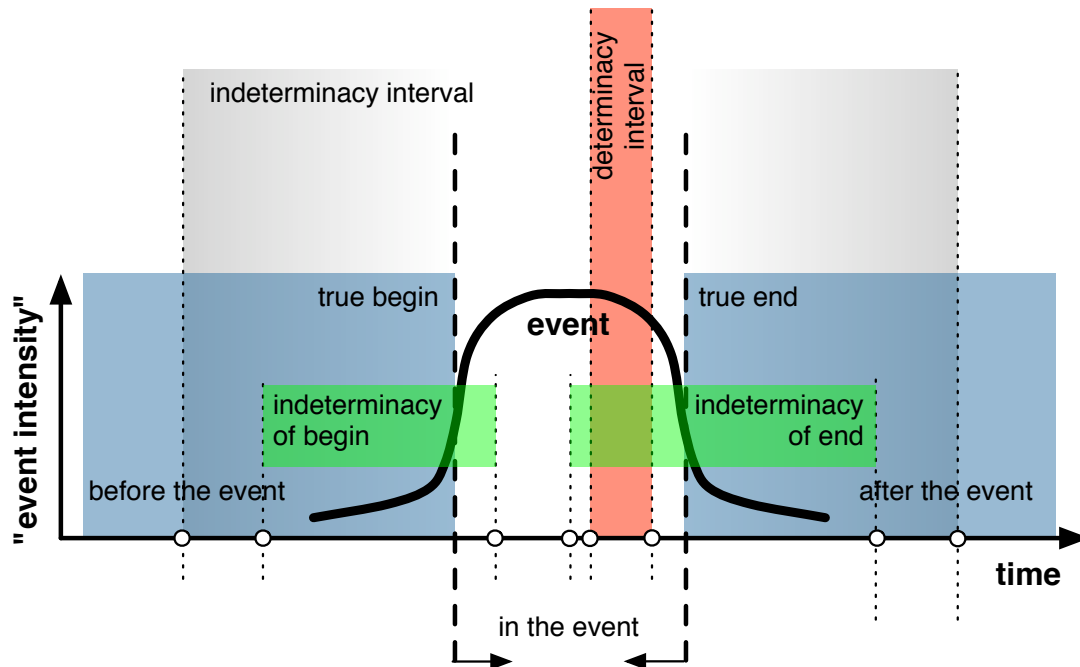 indeterminacy interval
determinacy
interval
true begin
true end
event
"event intensity"
indeterminacy
of begin
indeterminacy
of end
before the event
after the event
time
in the event